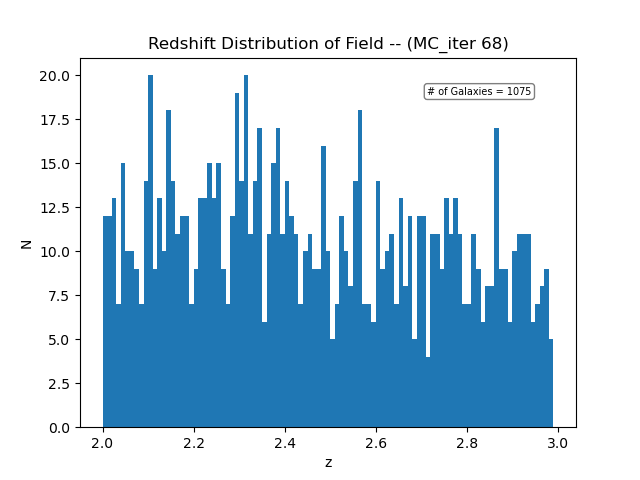 Redshift Distribution of Field -- (MC_iter 68)
# of Galaxies = 1075
20.0
17.5
15.0
12.5
10.0
7.5
5.0
2.5
0.0
N
2.0 2.2 2.4 2.6 2.8 3.0
z